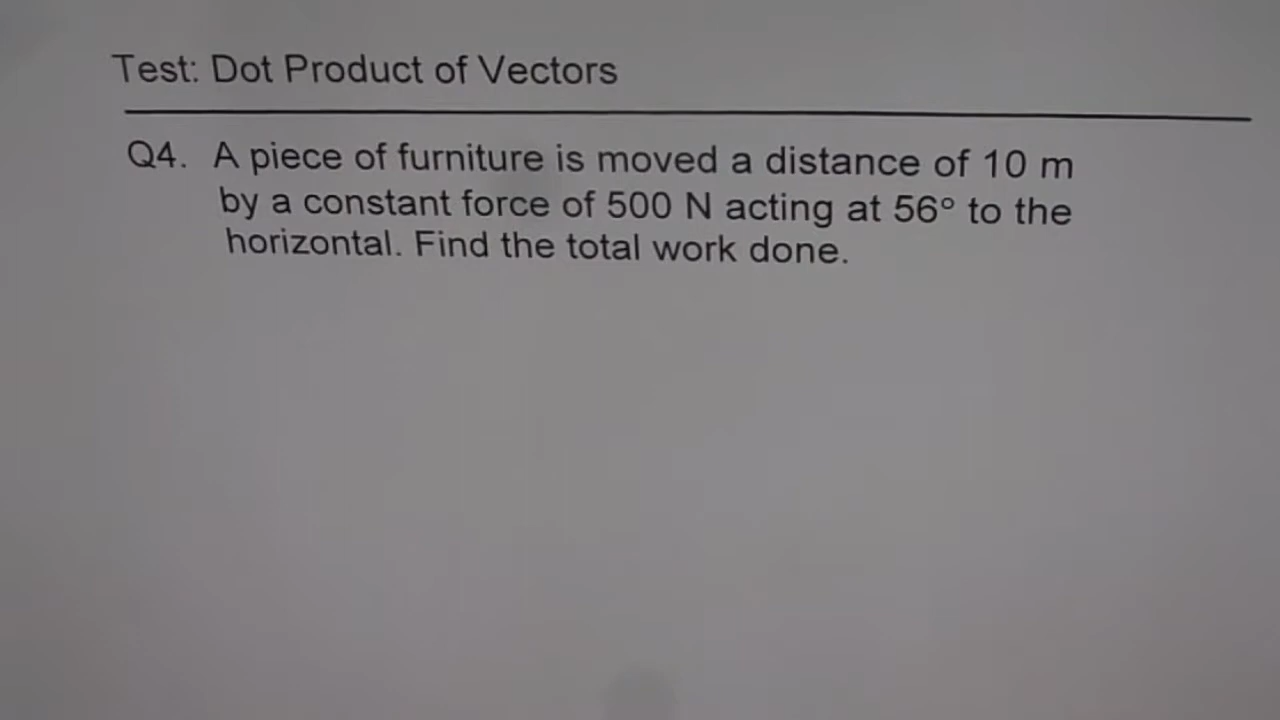 Test: Dot Product of Vectors
Q4. A piece of furniture is moved a distance of 10 m
by a constant force of 500 N acting at 56° to the
horizontal. Find the total work done.